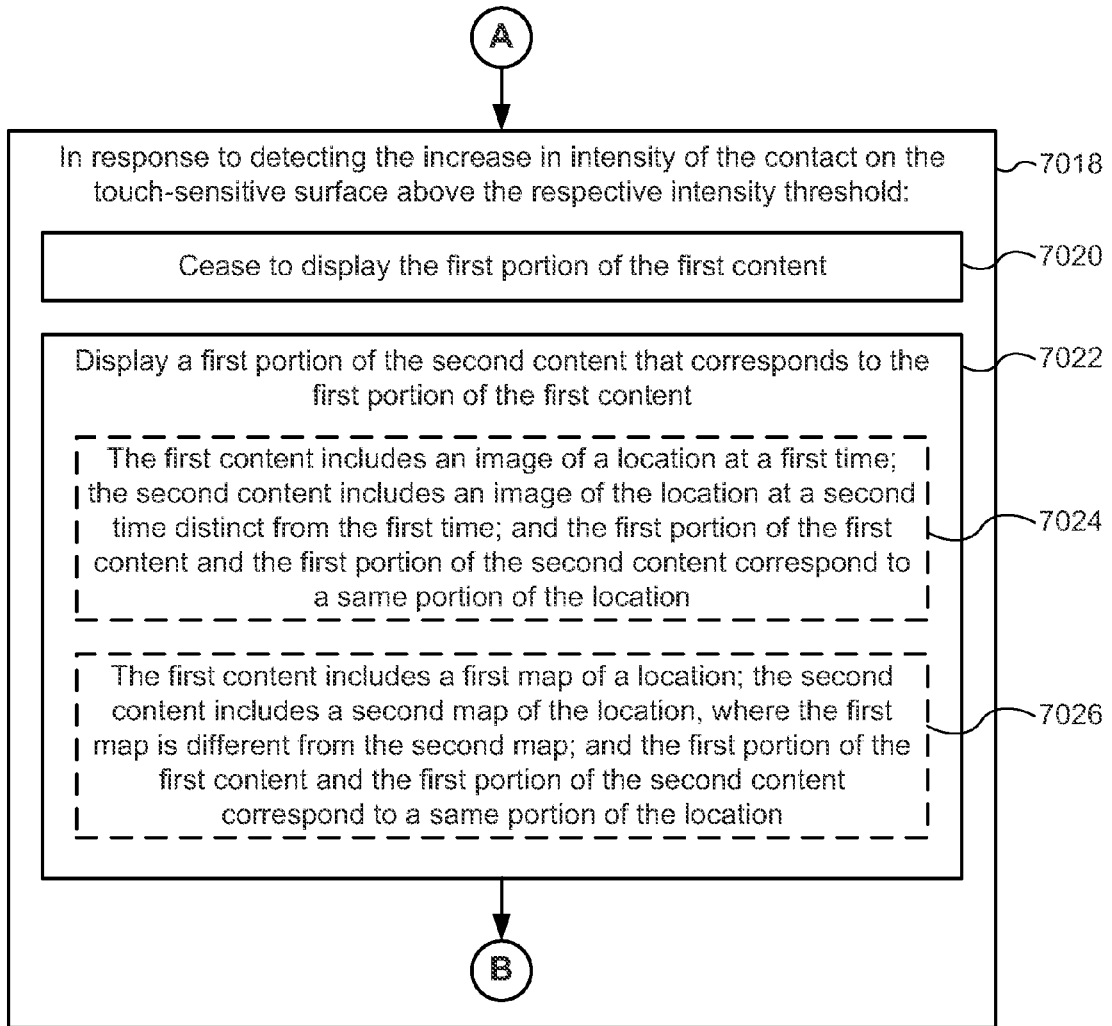 A
In response to detecting the increase in intensity of the contact on the
touch-sensitive surface above the respective intensity threshold:
7018
Cease to display the first portion of the first content
7020
Display a first portion of the second content that corresponds to the
first portion of the first content
7022
The first content includes an image of a location at a first time;
the second content includes an image of the location at a second
time distinct from the first time; and the first portion of the first
content and the first portion of the second content correspond to
a same portion of the location
7024
The first content includes a first map of a location; the second
content includes a second map of the location, where the first
map is different from the second map; and the first portion of the
first content and the first portion of the second content
correspond to a same portion of the location
7026
B